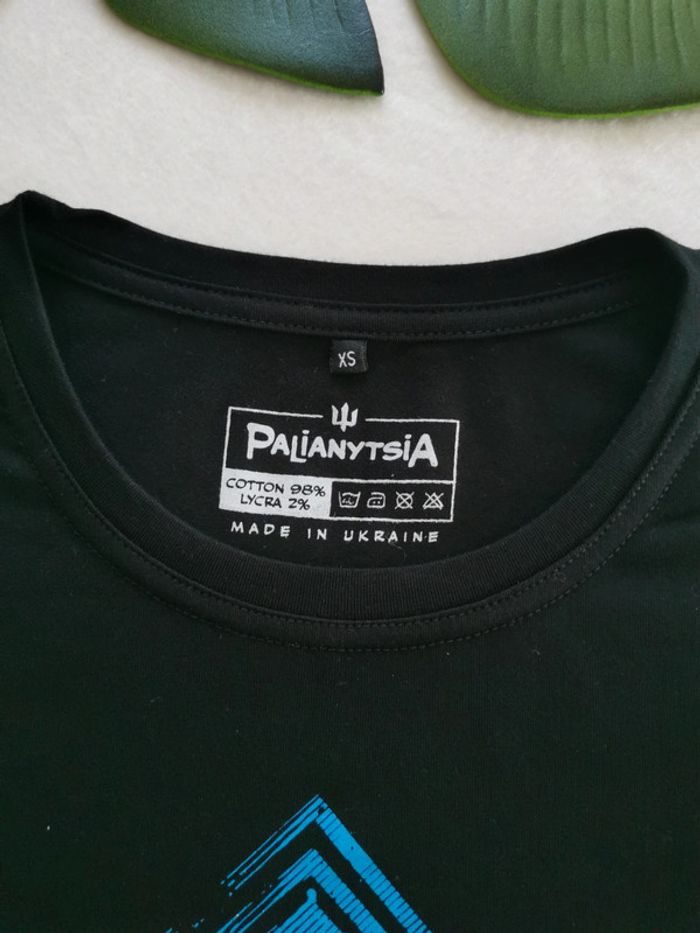 XS
PALIANYTSIA
COTTON 98%
LYCRA 2%
MADE IN UKRAINE